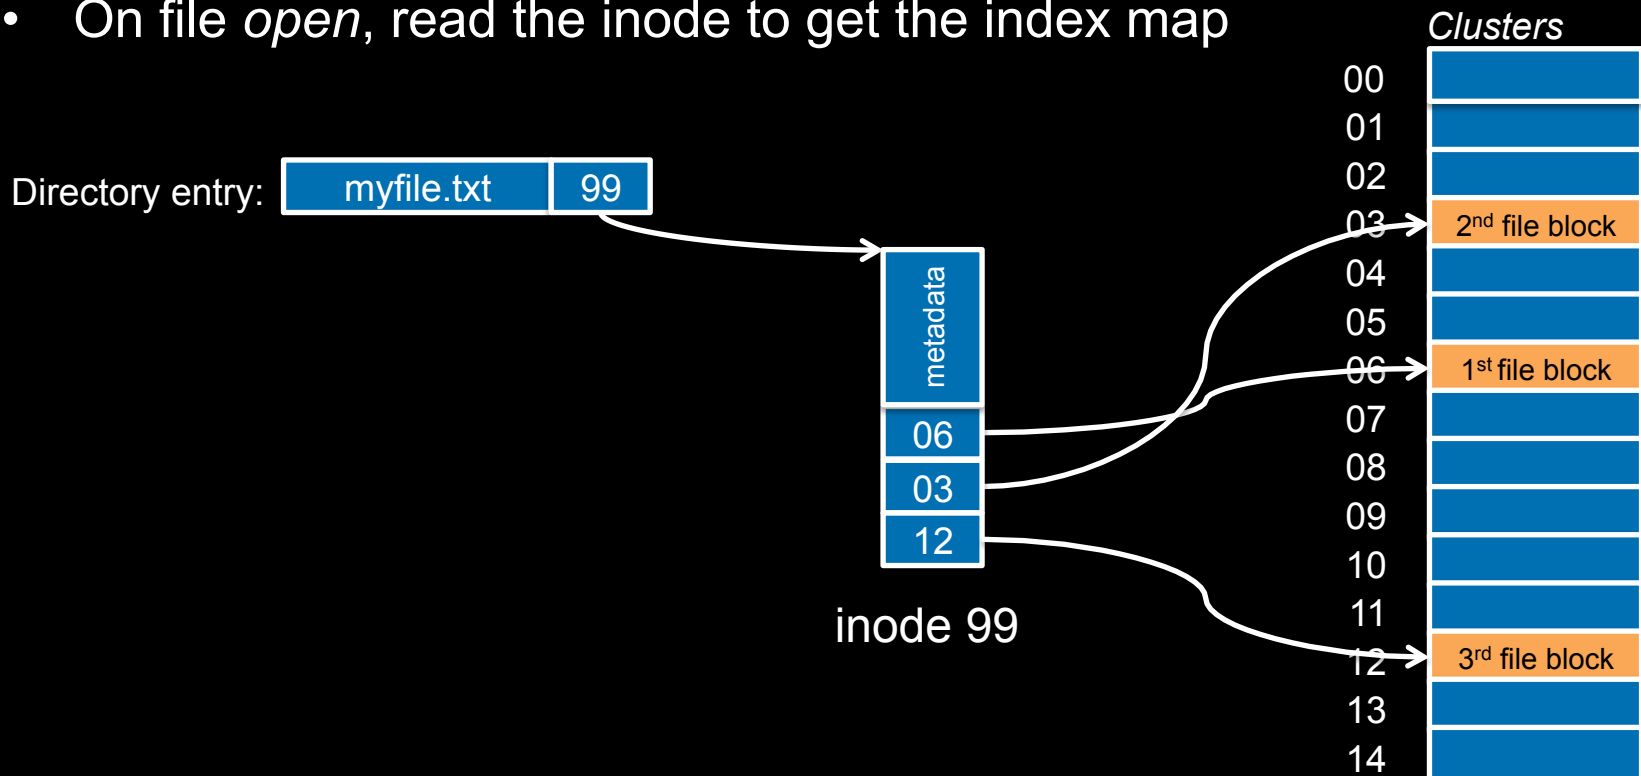 • On file open, read the inode to get the index map
Clusters
00
01
02
Directory entry: myfile.txt 99
03 2nd file block
04
metadata
05
06 1st file block
07
06
08
03
09
12
10
11
inode 99
12 3rd file block
13
14